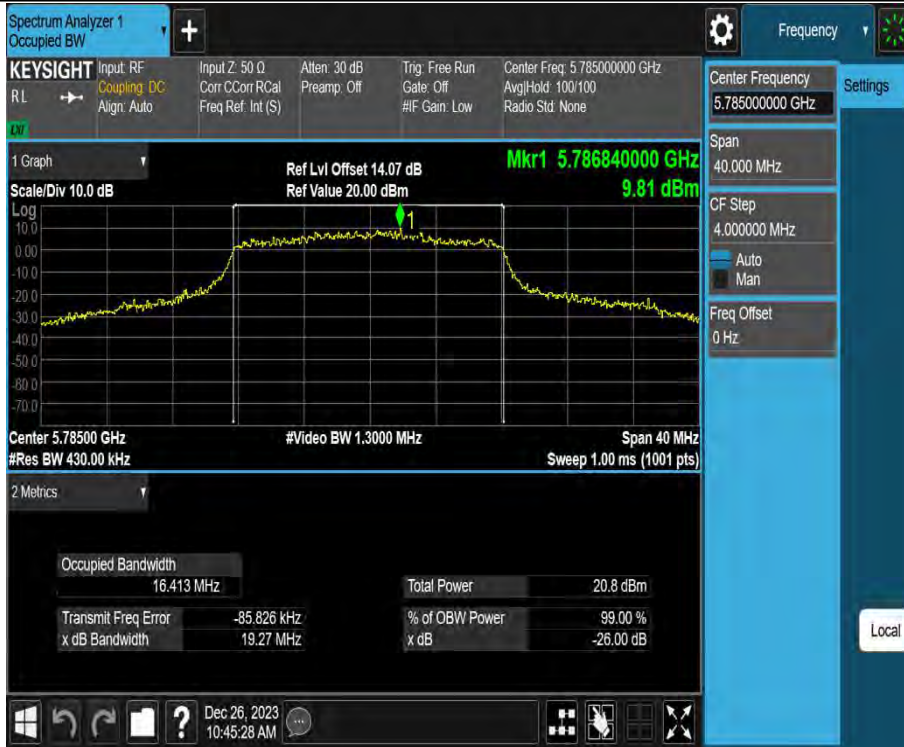 Spectrum Analyzer 1
Occupied BW
+
Frequency
KEYSIGHT
RL
LXI
Input: RF
Coupling: DC
Align: Auto
Input Z: 50 Ω
Corr CCorr RCal
Freq Ref: Int (S)
Atten: 30 dB
Preamp: Off
Trig: Free Run
Gate: Off
#IF Gain: Low
Center Freq: 5.785000000 GHz
Avg|Hold: 100/100
Radio Std: None
Center Frequency
5.785000000 GHz
Settings
Span
40.000 MHz
CF Step
4.000000 MHz
Auto
Man
Freq Offset
0 Hz
Local
1 Graph
Scale/Div 10.0 dB
Ref Lvl Offset 14.07 dB
Ref Value 20.00 dBm
Mkr1 5.786840000 GHz
9.81 dBm
Log
1
10.0
0.00
-10.0
-20.0
-30.0
-40.0
-50.0
-60.0
-70.0
Center 5.78500 GHz
#Res BW 430.00 kHz
#Video BW 1.3000 MHz
Span 40 MHz
Sweep 1.00 ms (1001 pts)
2 Metrics
Occupied Bandwidth
16.413 MHz
Total Power 20.8 dBm
Transmit Freq Error -85.826 kHz
% of OBW Power 99.00 %
x dB Bandwidth 19.27 MHz
x dB -26.00 dB
?
Dec 26, 2023
10:45:28 AM